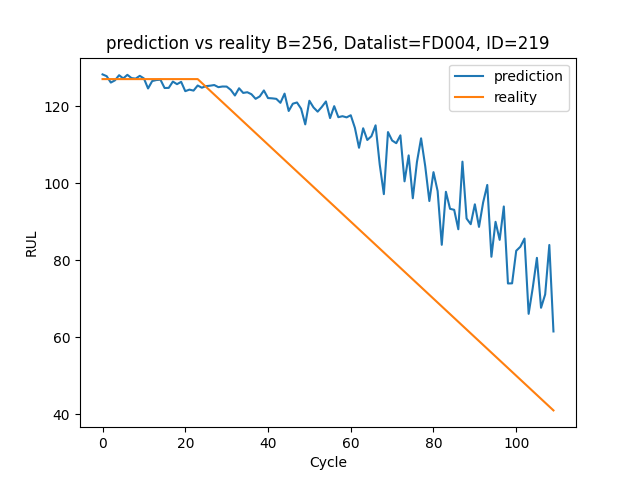 prediction vs reality B=256, Datalist=FD004, ID=219
prediction
reality
120
100
80
60
40
RUL
0 20 40 60 80 100
Cycle